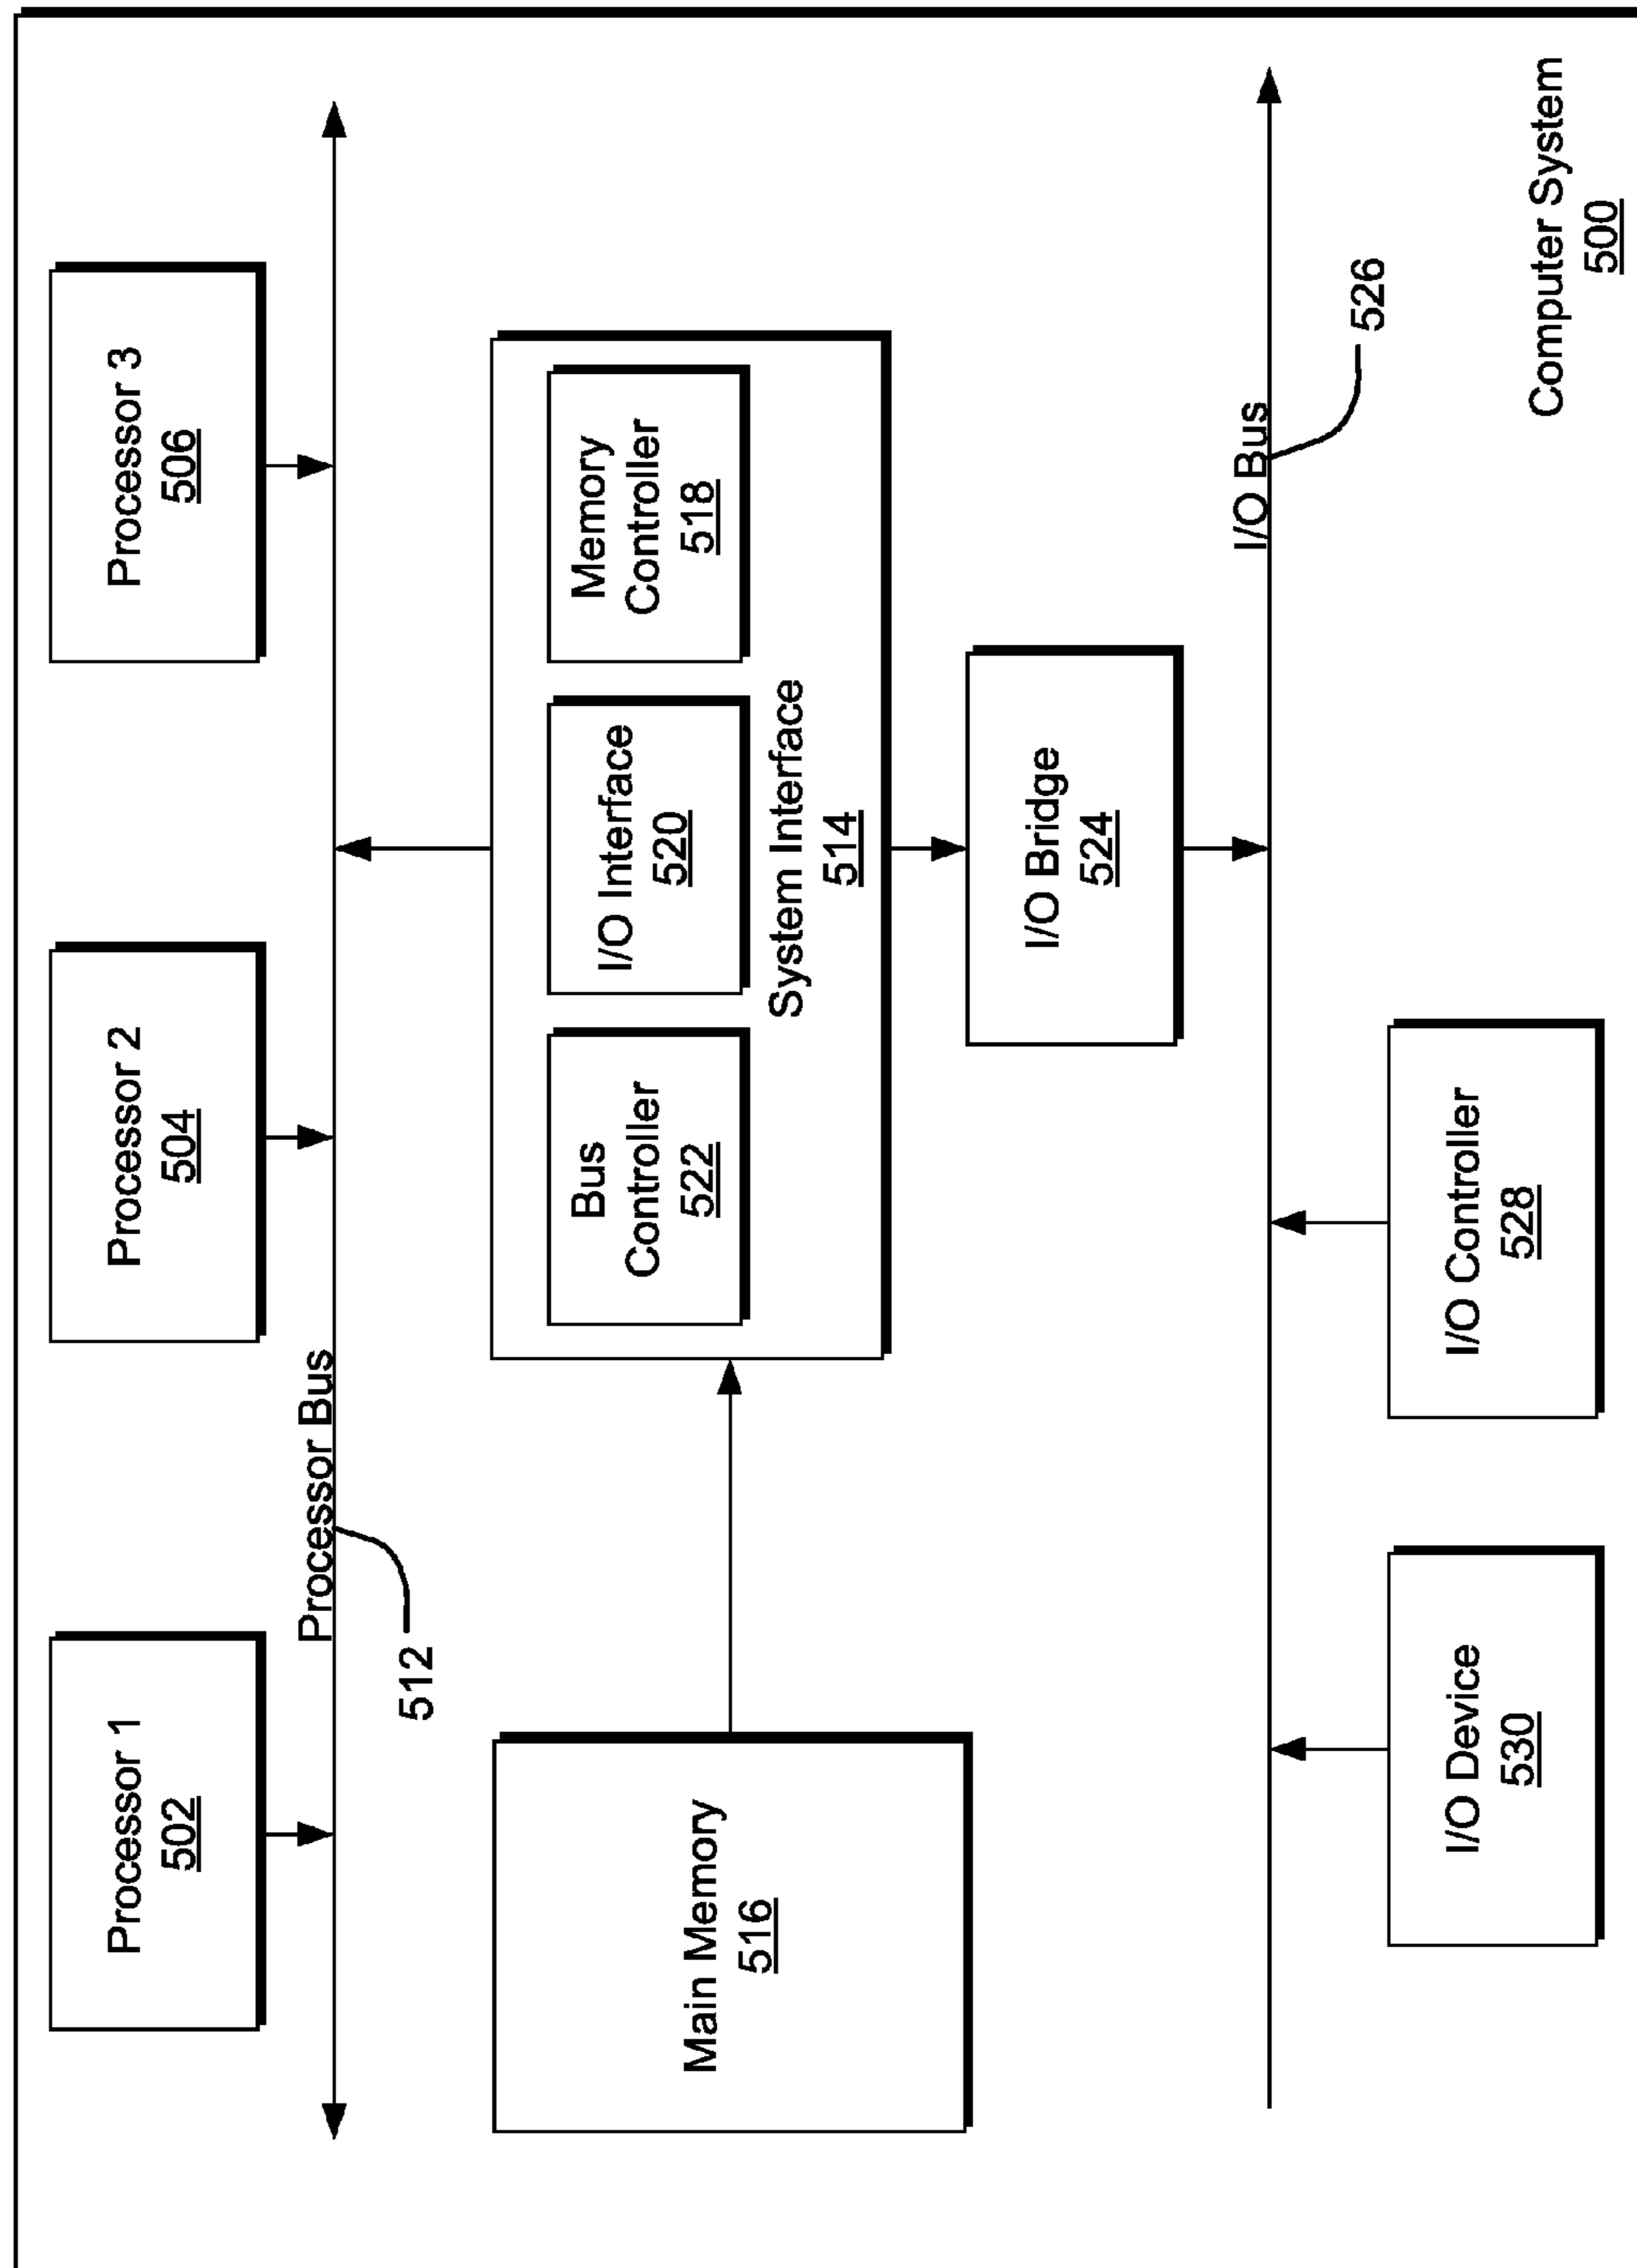 Processor 1
502
Processor 2
504
Processor 3
506
Processor Bus
512
Main Memory
516
Bus
Controller
522
I/O Interface
520
Memory
Controller
518
System Interface
514
I/O Bridge
524
I/O Bus
526
I/O Device
530
I/O Controller
528
Computer System
500